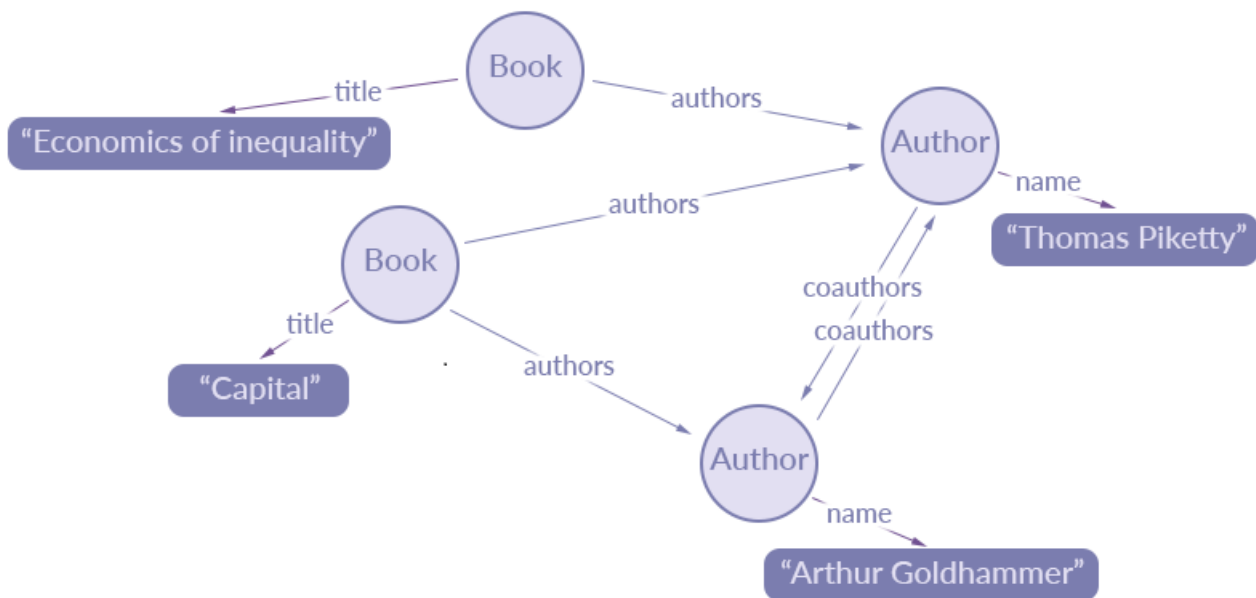 Book
title
authors
“Economics of inequality”
Author
name
authors
“Thomas Piketty”
Book
coauthors
title
coauthors
authors
“Capital”
Author
name
“Arthur Goldhammer”